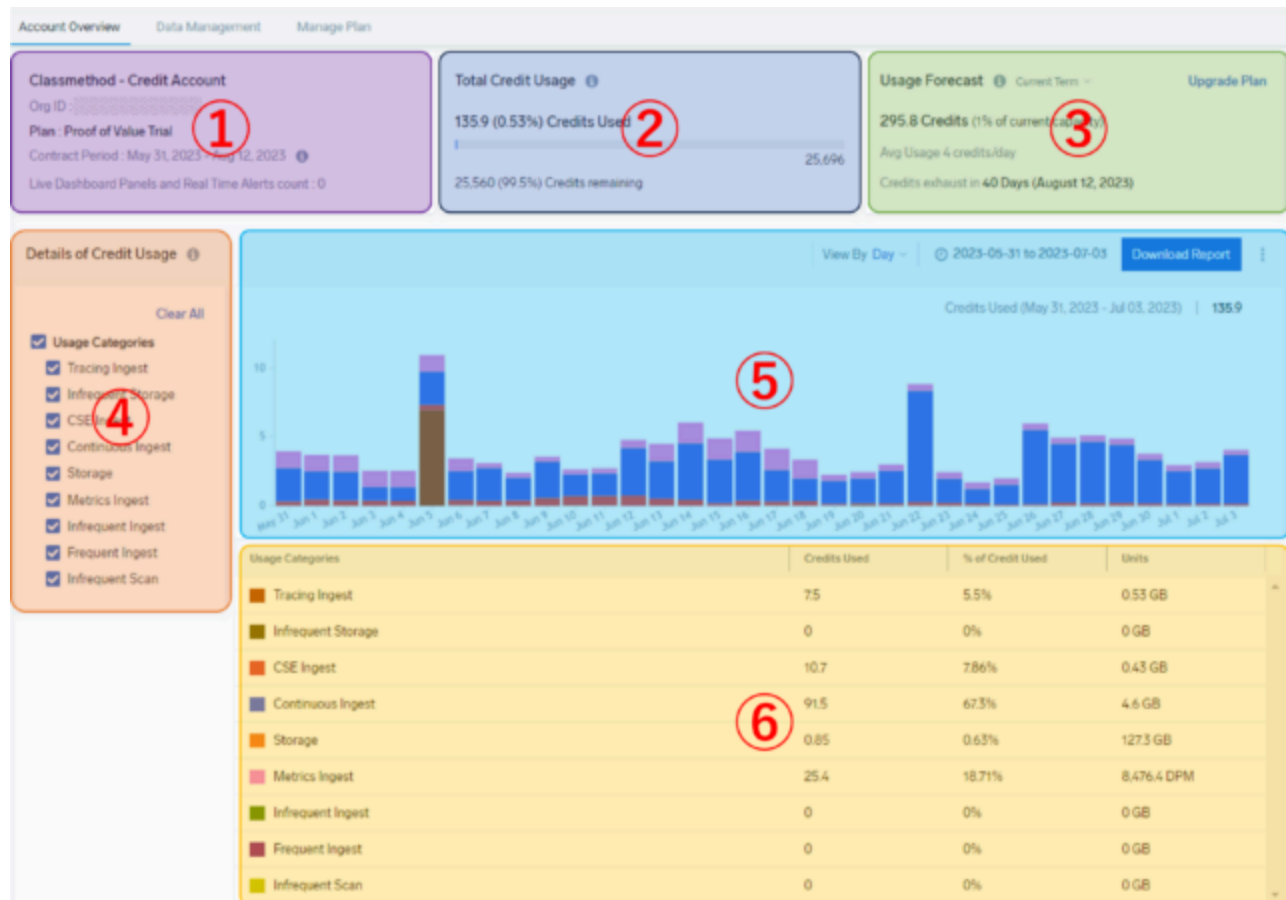 Account Overview Data Management Manage Plan
Classmethod - Credit Account
Org ID :
Plan : Proof of Value Trial
Contract Period : May 31, 2023 - Aug 12, 2023
Live Dashboard Panels and Real Time Alerts count : 0
①
Total Credit Usage
135.9 (0.53%) Credits Used
25,696
25,560 (99.5%) Credits remaining
②
Usage Forecast Current Term Upgrade Plan
295.8 Credits (1% of current capacity)
Avg Usage 4 credits/day
Credits exhaust in 40 Days (August 12, 2023)
③
Details of Credit Usage
Clear All
Usage Categories
Tracing Ingest
Infrequent Storage
CSE Ingest
Continuous Ingest
Storage
Metrics Ingest
Infrequent Ingest
Frequent Ingest
Infrequent Scan
④
View By Day 2023-05-31 to 2023-07-03 Download Report
Credits Used (May 31, 2023 - Jul 03, 2023) | 135.9
10
5
0
May 31 Jun 1 Jun 2 Jun 3 Jun 4 Jun 5 Jun 6 Jun 7 Jun 8 Jun 9 Jun 10 Jun 11 Jun 12 Jun 13 Jun 14 Jun 15 Jun 16 Jun 17 Jun 18 Jun 19 Jun 20 Jun 21 Jun 22 Jun 23 Jun 24 Jun 25 Jun 26 Jun 27 Jun 28 Jun 29 Jun 30 Jul 1 Jul 2 Jul 3
⑤
Usage Categories Credits Used % of Credit Used Units
Tracing Ingest 7.5 5.5% 0.53 GB
Infrequent Storage 0 0% 0 GB
CSE Ingest 10.7 7.86% 0.43 GB
Continuous Ingest 91.5 67.3% 4.6 GB
Storage 0.85 0.63% 127.3 GB
Metrics Ingest 25.4 18.71% 8,476.4 DPM
Infrequent Ingest 0 0% 0 GB
Frequent Ingest 0 0% 0 GB
Infrequent Scan 0 0% 0 GB
⑥